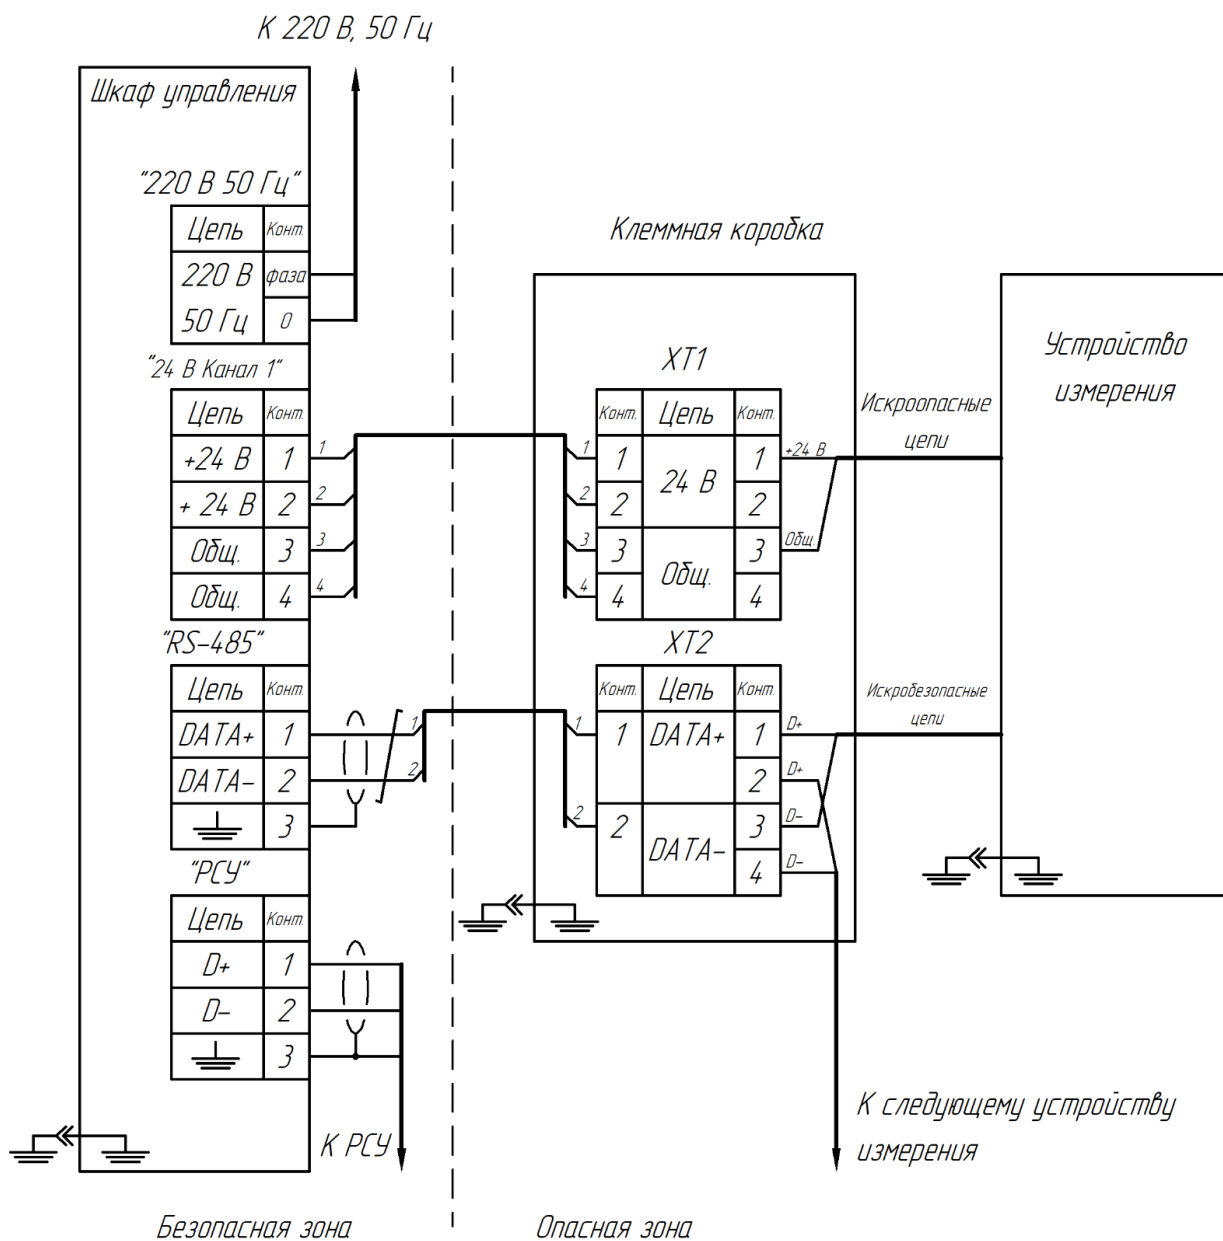 К 220 В, 50 Гц
Шкаф управления
"220 В 50 Гц"
Цепь Конт.
220 В фаза
50 Гц 0
"24 В Канал 1"
Цепь Конт.
+24 В 1 1
+ 24 В 2 2
Общ. 3 3
Общ. 4 4
"RS-485"
Цепь Конт.
DATA+ 1 1
DATA- 2 2
3
"РСУ"
Цепь Конт.
D+ 1
D- 2
3
К РСУ
Безопасная зона
Клеммная коробка
XT1
Конт. Цепь Конт.
1 1 24 В 1 +24 В
2 2 2
3 3 Общ. 3 Общ.
4 4 4
XT2
Конт. Цепь Конт.
1 1 DATA+ 1 D+
2 D+
2 2 DATA- 3 D-
4 D-
Искроопасные
цепи
Искробезопасные
цепи
Устройство
измерения
К следующему устройству
измерения
Опасная зона